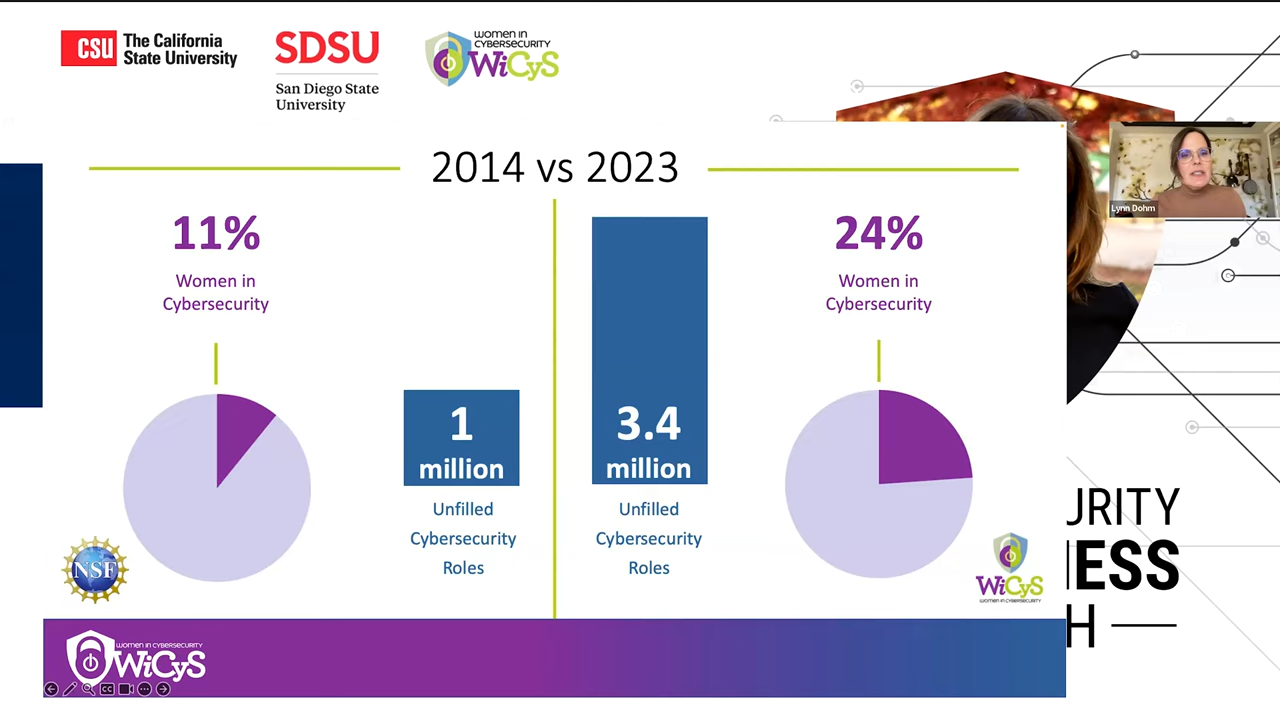 CSU The California
State University
SDSU
San Diego State
University
women in
CYBERSECURITY
WiCyS
2014 vs 2023
11%
Women in
Cybersecurity
1
million
Unfilled
Cybersecurity
Roles
3.4
million
Unfilled
Cybersecurity
Roles
24%
Women in
Cybersecurity
Lynn Dohm
NSF
WiCyS
WOMEN IN CYBERSECURITY
URITY
ESS
H
WOMEN IN CYBERSECURITY
WiCyS
CC